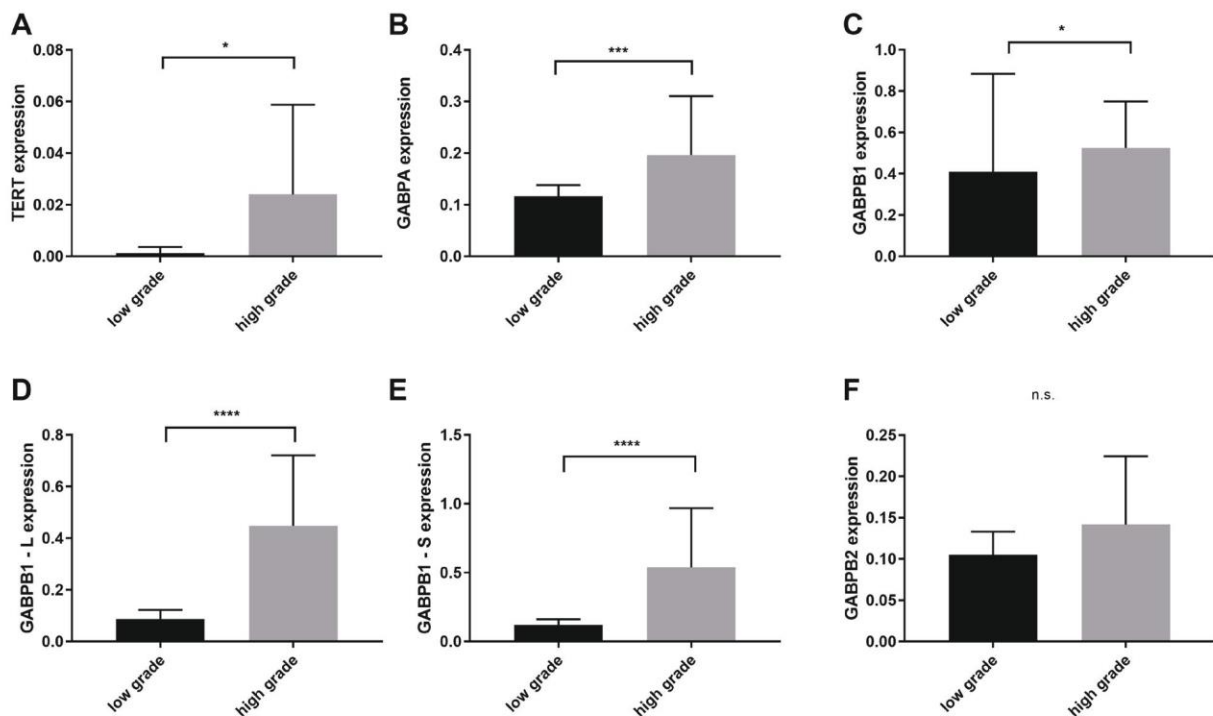 A
TERT expression
0.08
0.06
0.04
0.02
0.00
*
low grade
high grade
B
GABPA expression
0.4
0.3
0.2
0.1
0.0
***
low grade
high grade
C
GABPB1 expression
1.0
0.8
0.6
0.4
0.2
0.0
*
low grade
high grade
D
GABPB1 - L expression
0.8
0.6
0.4
0.2
0.0
****
low grade
high grade
E
GABPB1 - S expression
1.5
1.0
0.5
0.0
****
low grade
high grade
F
n.s.
GABPB2 expression
0.25
0.20
0.15
0.10
0.05
0.00
low grade
high grade